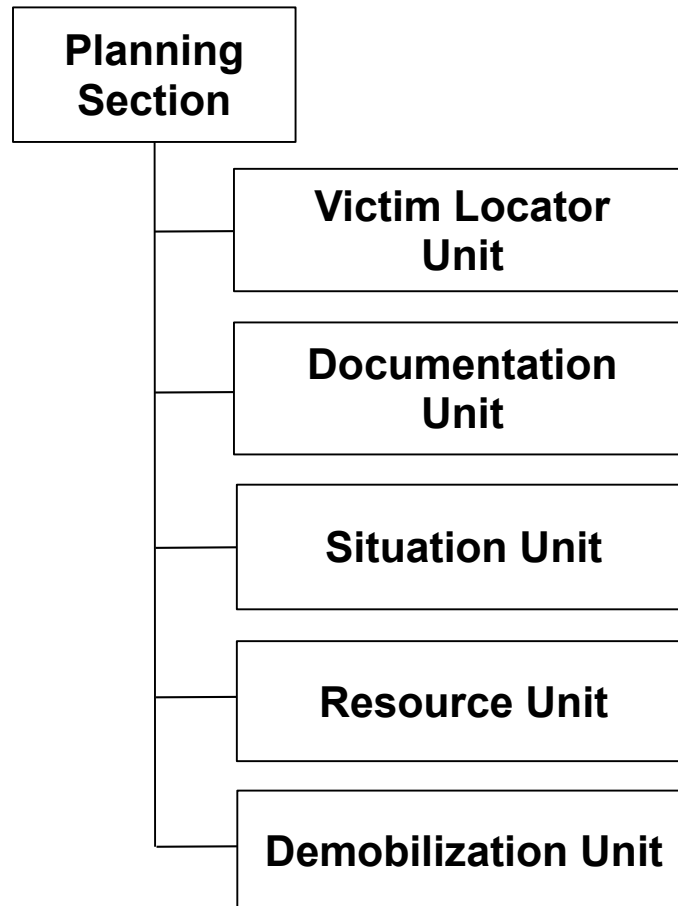 Planning
Section
Victim Locator
Unit
Documentation
Unit
Situation Unit
Resource Unit
Demobilization Unit